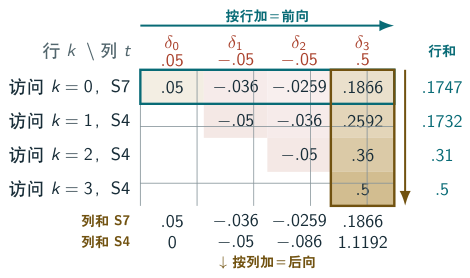 按行加＝前向
行 k \ 列 t δ₀ δ₁ δ₂ δ₃ 行和
.05 −.05 −.05 .5
访问 k = 0, S7 .05 −.036 −.0259 .1866 .1747
访问 k = 1, S4 −.05 −.036 .2592 .1732
访问 k = 2, S4 −.05 .36 .31
访问 k = 3, S4 .5 .5
列和 S7 .05 −.036 −.0259 .1866
列和 S4 0 −.05 −.086 1.1192
↓ 按列加＝后向